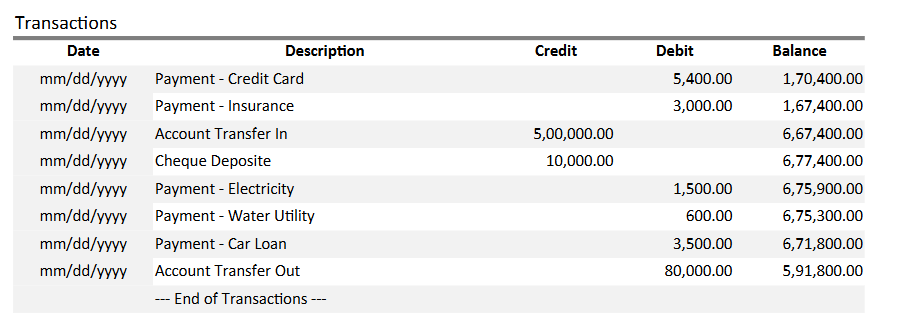 Transactions
Date Description Credit Debit Balance
mm/dd/yyyy Payment - Credit Card 5,400.00 1,70,400.00
mm/dd/yyyy Payment - Insurance 3,000.00 1,67,400.00
mm/dd/yyyy Account Transfer In 5,00,000.00 6,67,400.00
mm/dd/yyyy Cheque Deposite 10,000.00 6,77,400.00
mm/dd/yyyy Payment - Electricity 1,500.00 6,75,900.00
mm/dd/yyyy Payment - Water Utility 600.00 6,75,300.00
mm/dd/yyyy Payment - Car Loan 3,500.00 6,71,800.00
mm/dd/yyyy Account Transfer Out 80,000.00 5,91,800.00
--- End of Transactions ---